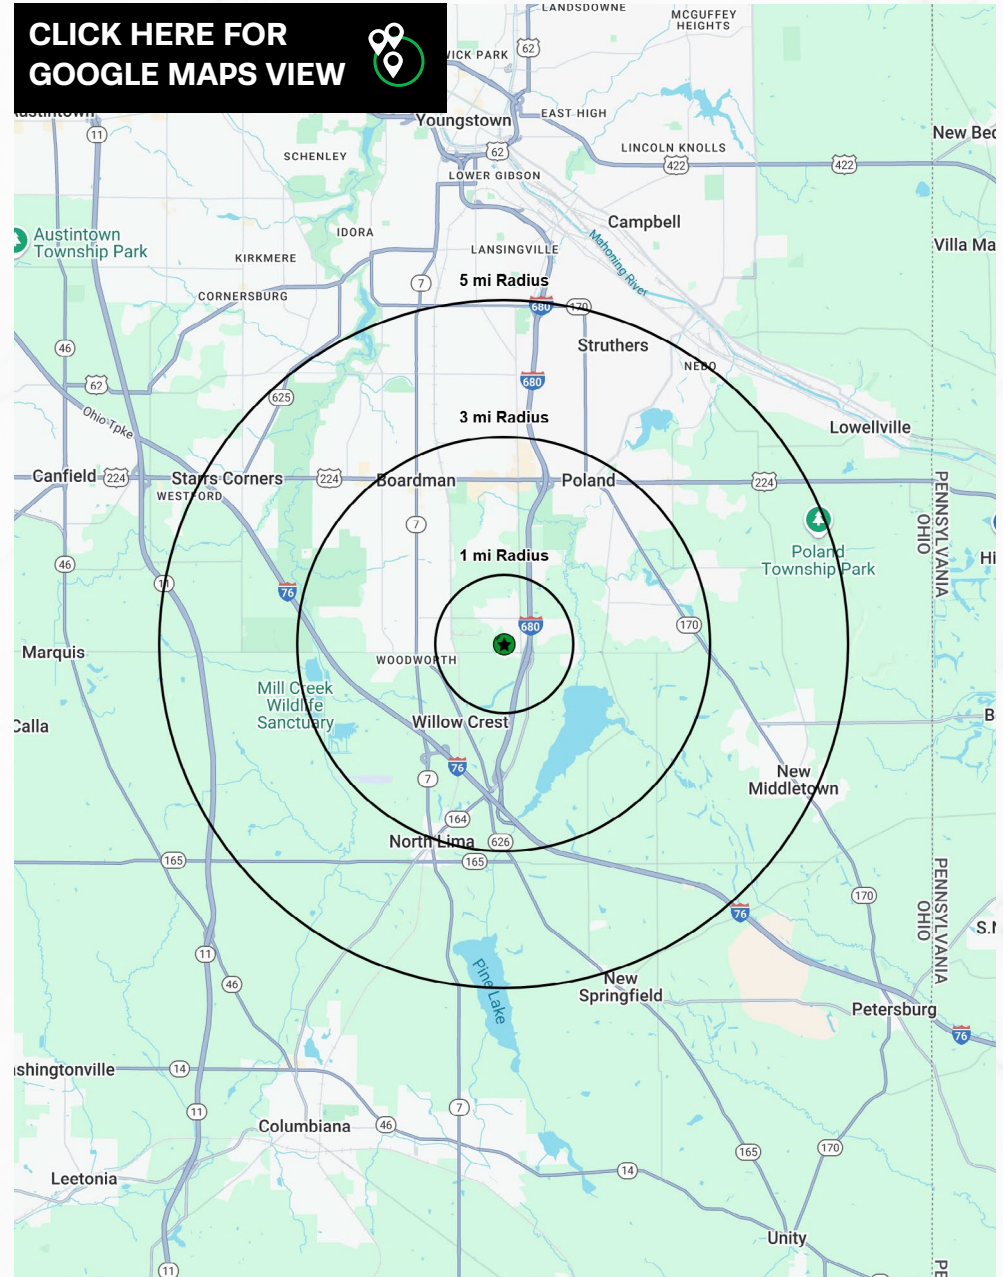 CLICK HERE FOR
GOOGLE MAPS VIEW
LANDSDOWNE
MCGUFFEY
HEIGHTS
WICK PARK
62
Austintown
11
Youngstown
EAST HIGH
New Bed
62
LINCOLN KNOLLS
422
422
SCHENLEY
LOWER GIBSON
Campbell
IDORA
Austintown
Township Park
LANSINGVILLE
Mahoning River
Villa Ma
KIRKMERE
5 mi Radius
7
CORNERSBURG
680
170
46
Struthers
NEBO
62
680
625
Ohio Tpke
3 mi Radius
Lowellville
Canfield
224
Starrs Corners
224
Boardman
Poland
224
WESTFORD
PENNSYLVANIA
OHIO
7
Poland
Township Park
Hi
1 mi Radius
46
11
76
680
170
Marquis
WOODWORTH
Mill Creek
Wildlife
Sanctuary
Willow Crest
Calla
B
76
7
New
Middletown
164
North Lima
626
165
165
PENNSYLVANIA
OHIO
170
76
S.N
11
Pine Lake
46
New
Springfield
Petersburg
76
ashingtonville
14
11
7
Columbiana
46
165
170
Leetonia
14
Unity
11
PE